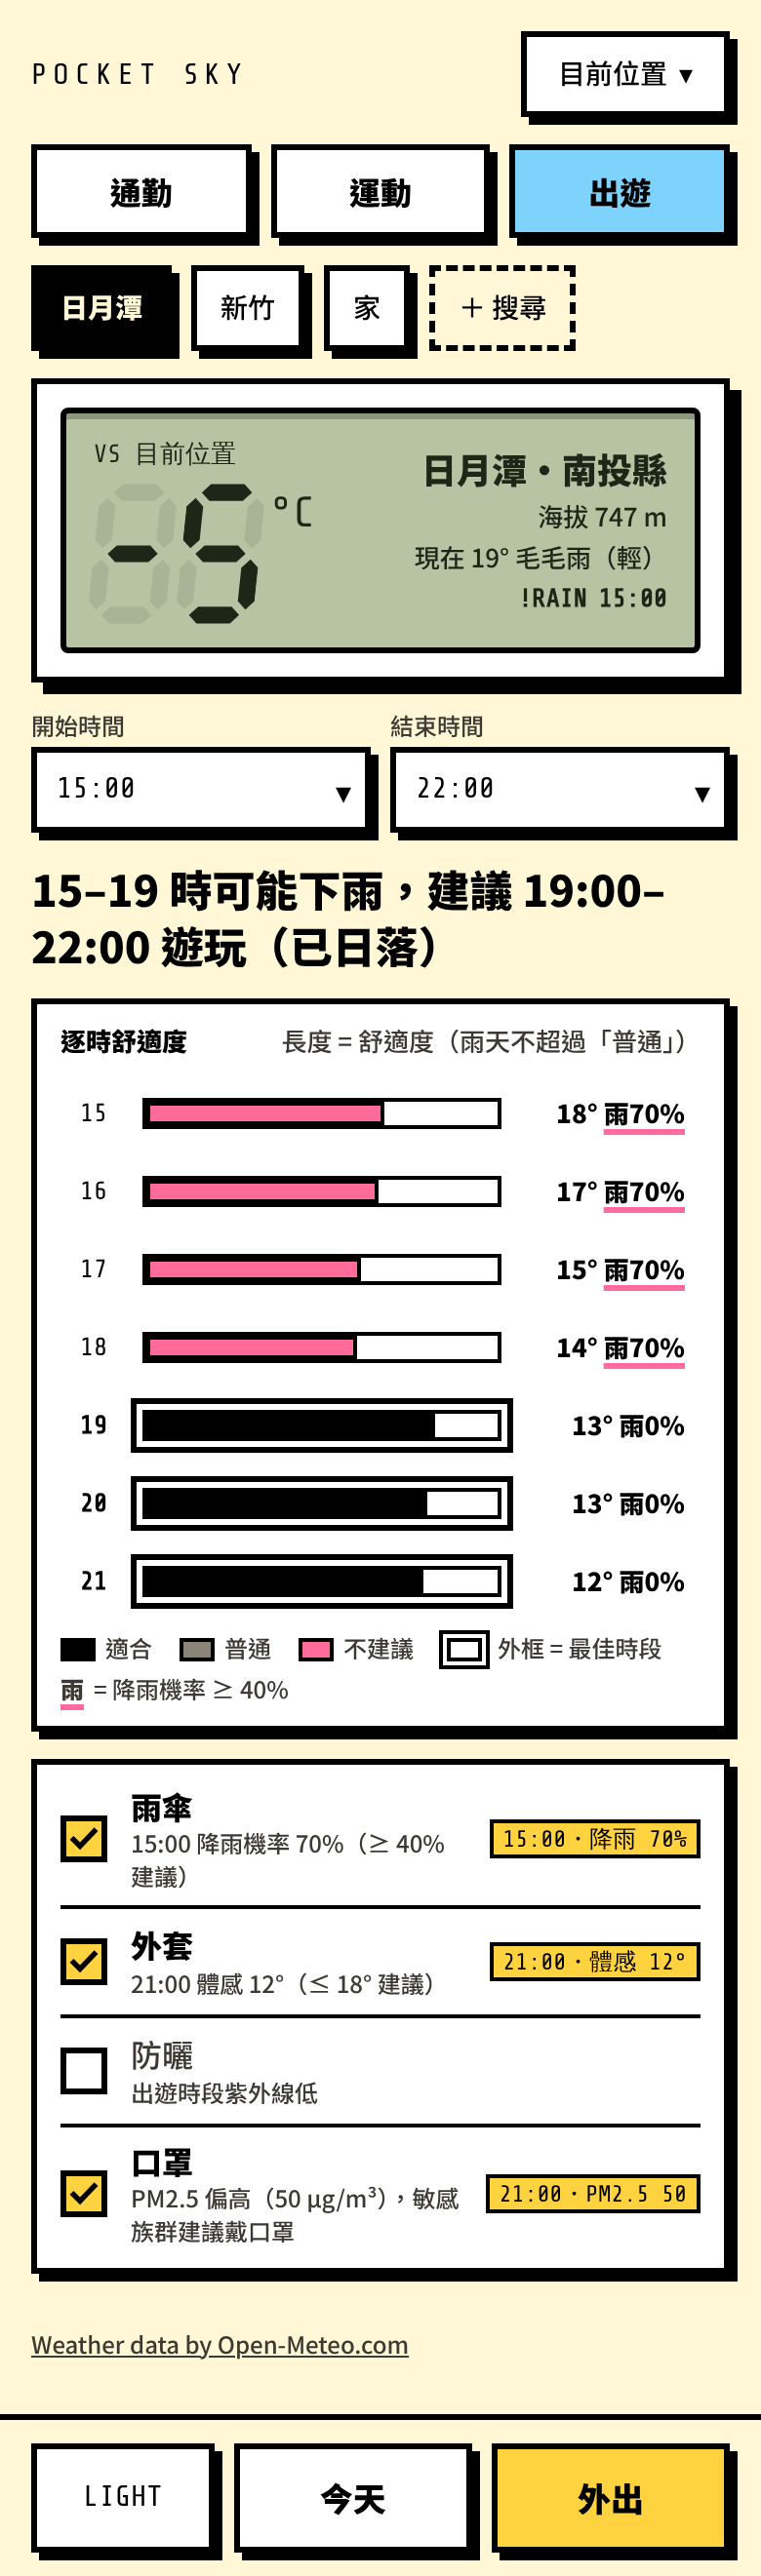 POCKET SKY
目前位置 ▼
通勤
運動
出遊
日月潭
新竹
家
＋ 搜尋
VS 目前位置
-5 °C
日月潭・南投縣
海拔 747 m
現在 19° 毛毛雨（輕）
!RAIN 15:00
開始時間
結束時間
15:00 ▼
22:00 ▼
15–19 時可能下雨，建議 19:00–
22:00 遊玩（已日落）
逐時舒適度
長度 = 舒適度（雨天不超過「普通」）
15 18° 雨70%
16 17° 雨70%
17 15° 雨70%
18 14° 雨70%
19 13° 雨0%
20 13° 雨0%
21 12° 雨0%
適合 普通 不建議 外框 = 最佳時段
雨 = 降雨機率 ≥ 40%
雨傘
15:00 降雨機率 70%（≥ 40%
建議）
15:00・降雨 70%
外套
21:00 體感 12°（≤ 18° 建議）
21:00・體感 12°
防曬
出遊時段紫外線低
口罩
PM2.5 偏高（50 μg/m³），敏感
族群建議戴口罩
21:00・PM2.5 50
Weather data by Open-Meteo.com
LIGHT
今天
外出